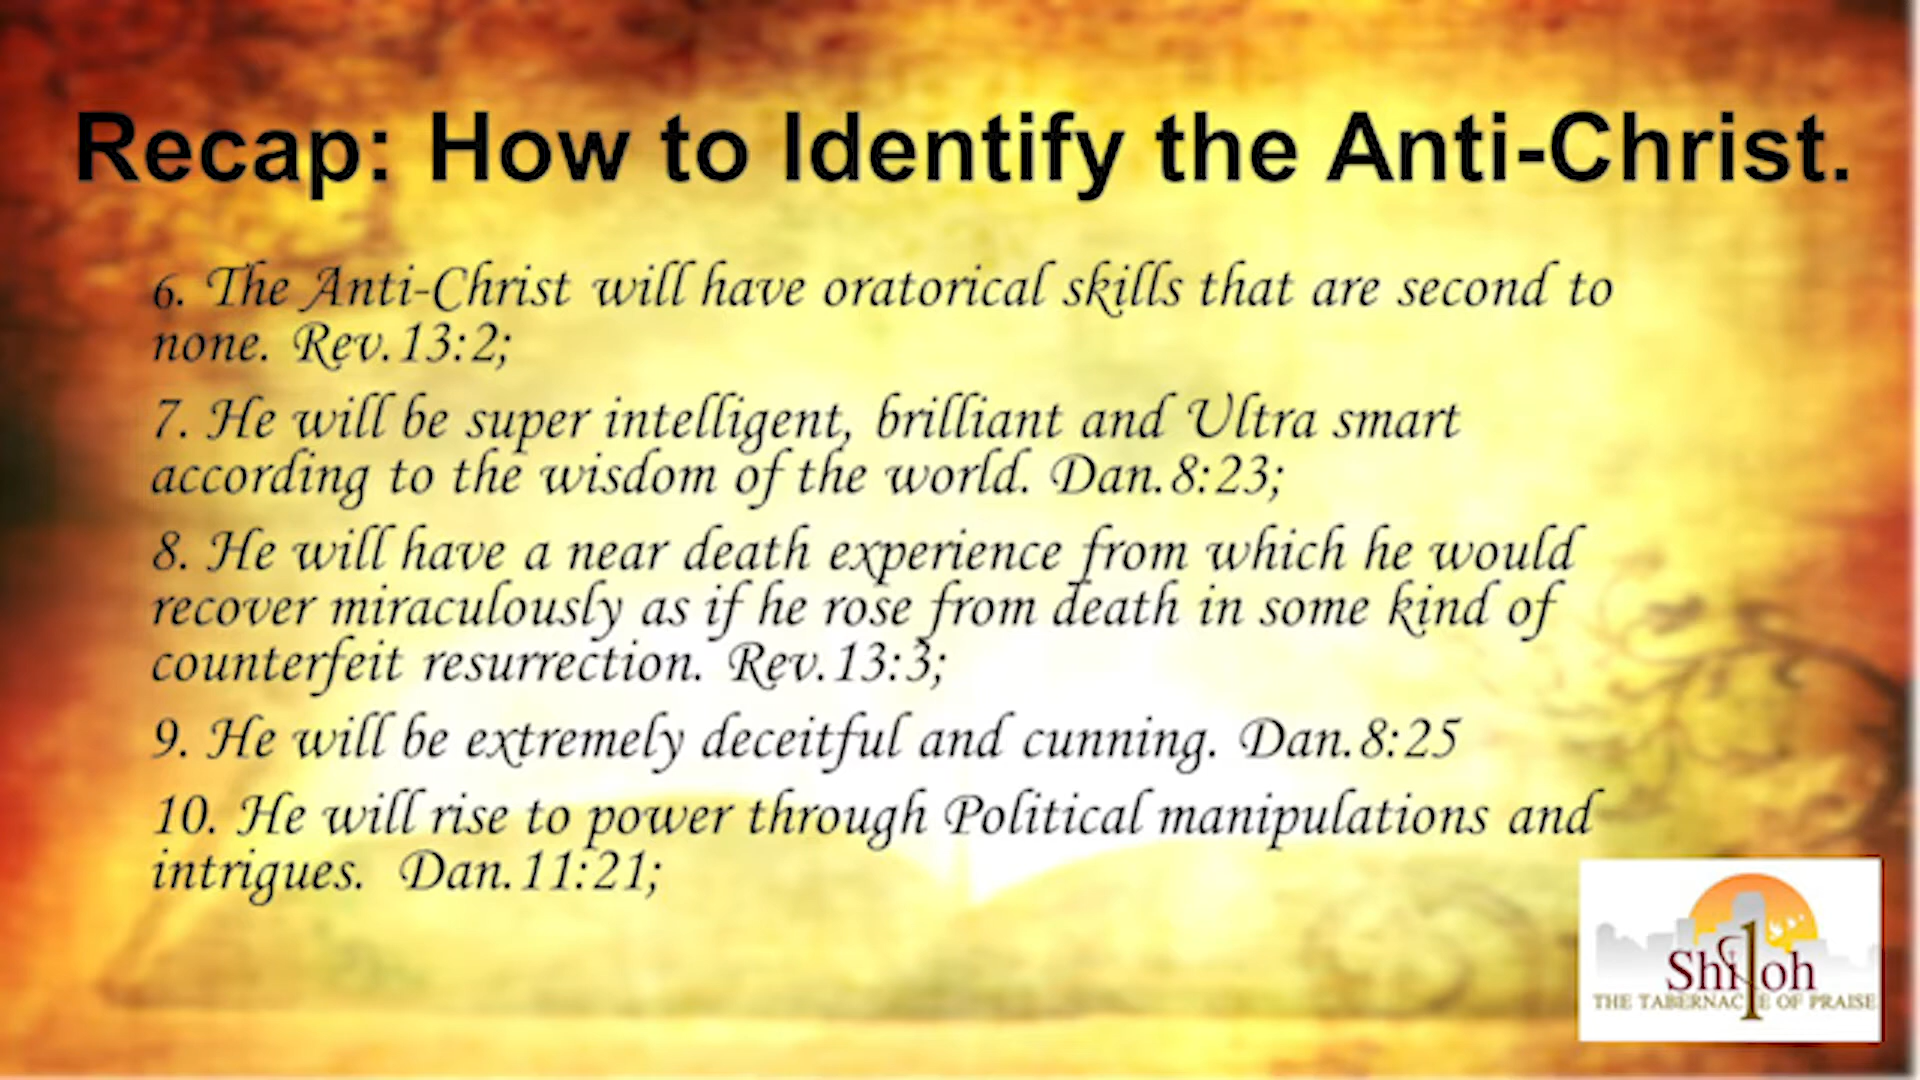 Recap: How to Identify the Anti-Christ.
6. The Anti-Christ will have oratorical skills that are second to
none. Rev.13:2;
7. He will be super intelligent, brilliant and Ultra smart
according to the wisdom of the world. Dan.8:23;
8. He will have a near death experience from which he would
recover miraculously as if he rose from death in some kind of
counterfeit resurrection. Rev.13:3;
9. He will be extremely deceitful and cunning. Dan.8:25
10. He will rise to power through Political manipulations and
intrigues. Dan.11:21;
Shiloh
THE TABERNACLE OF PRAISE